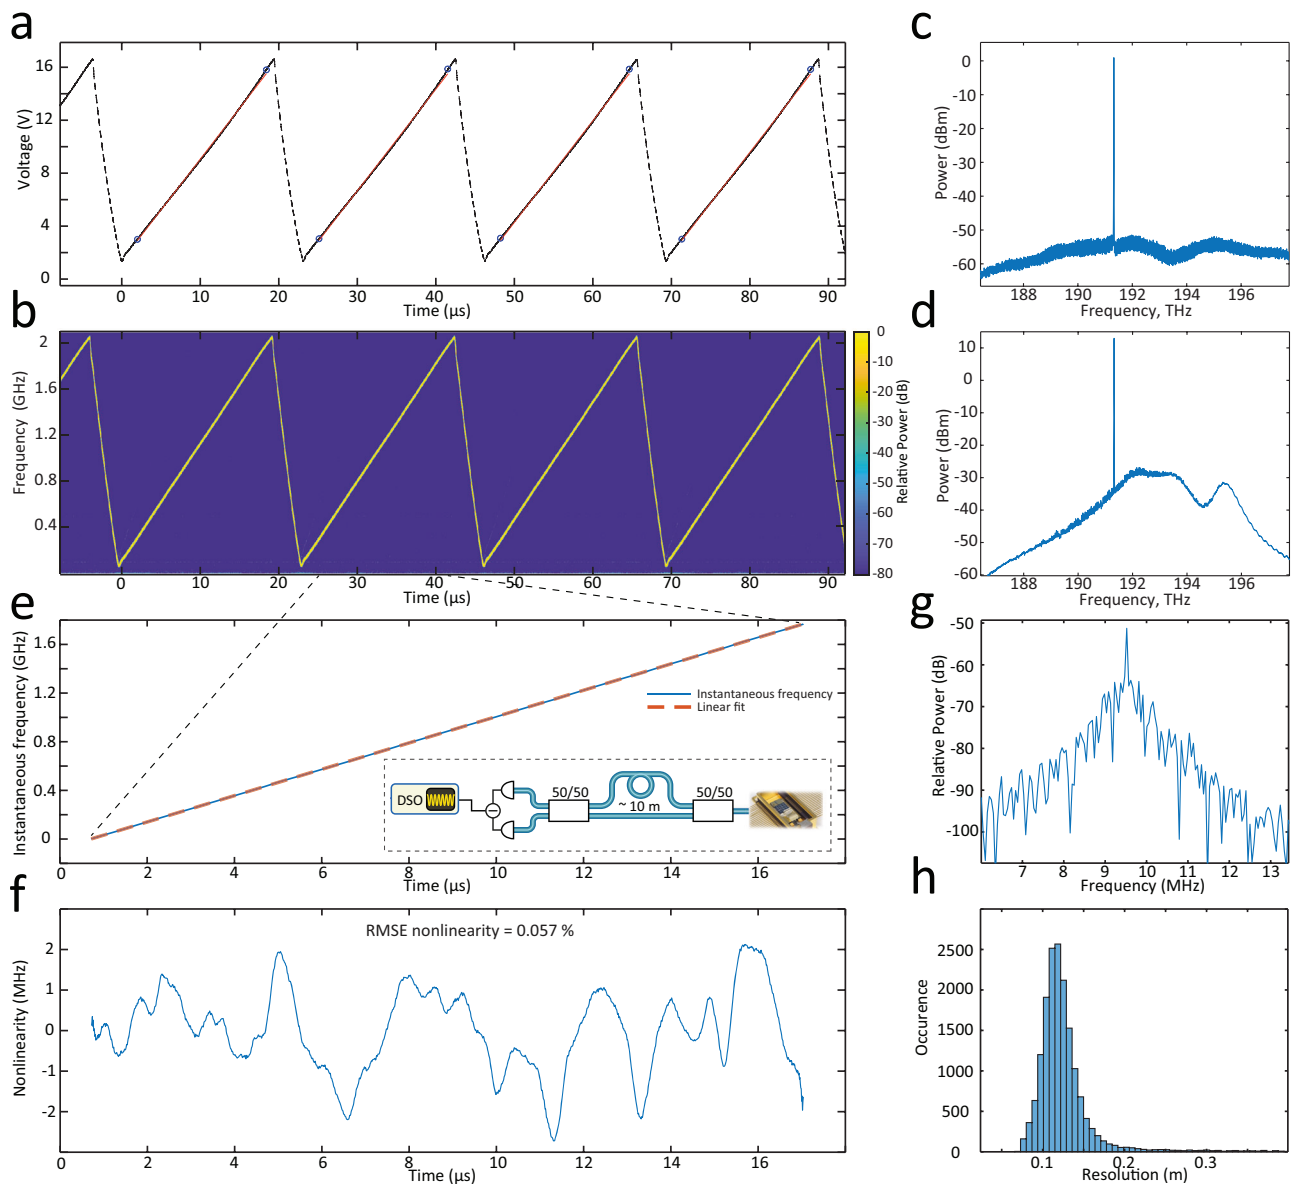 a
Voltage (V)
16
12
8
4
0
0 10 20 30 40 50 60 70 80 90
Time (µs)
c
Power (dBm)
0
-10
-20
-30
-40
-50
-60
188 190 192 194 196
Frequency, THz
b
Frequency (GHz)
2
1.6
1.2
0.8
0.4
0 10 20 30 40 50 60 70 80 90
Time (µs)
0
-10
-20
-30
-40
-50
-60
-70
-80
Relative Power (dB)
d
Power (dBm)
10
0
-10
-20
-30
-40
-50
-60
188 190 192 194 196
Frequency, THz
e
Instantaneous frequency (GHz)
1.6
1.2
0.8
0.4
0
Instantaneous frequency
Linear fit
DSO
50/50
~ 10 m
50/50
0 2 4 6 8 10 12 14 16
Time (µs)
g
Relative Power (dB)
-50
-60
-70
-80
-90
-100
7 8 9 10 11 12 13
Frequency (MHz)
f
RMSE nonlinearity = 0.057 %
Nonlinearity (MHz)
2
1
0
-1
-2
0 2 4 6 8 10 12 14 16
Time (µs)
h
Occurence
2500
2000
1500
1000
500
0
0.1 0.2 0.3
Resolution (m)